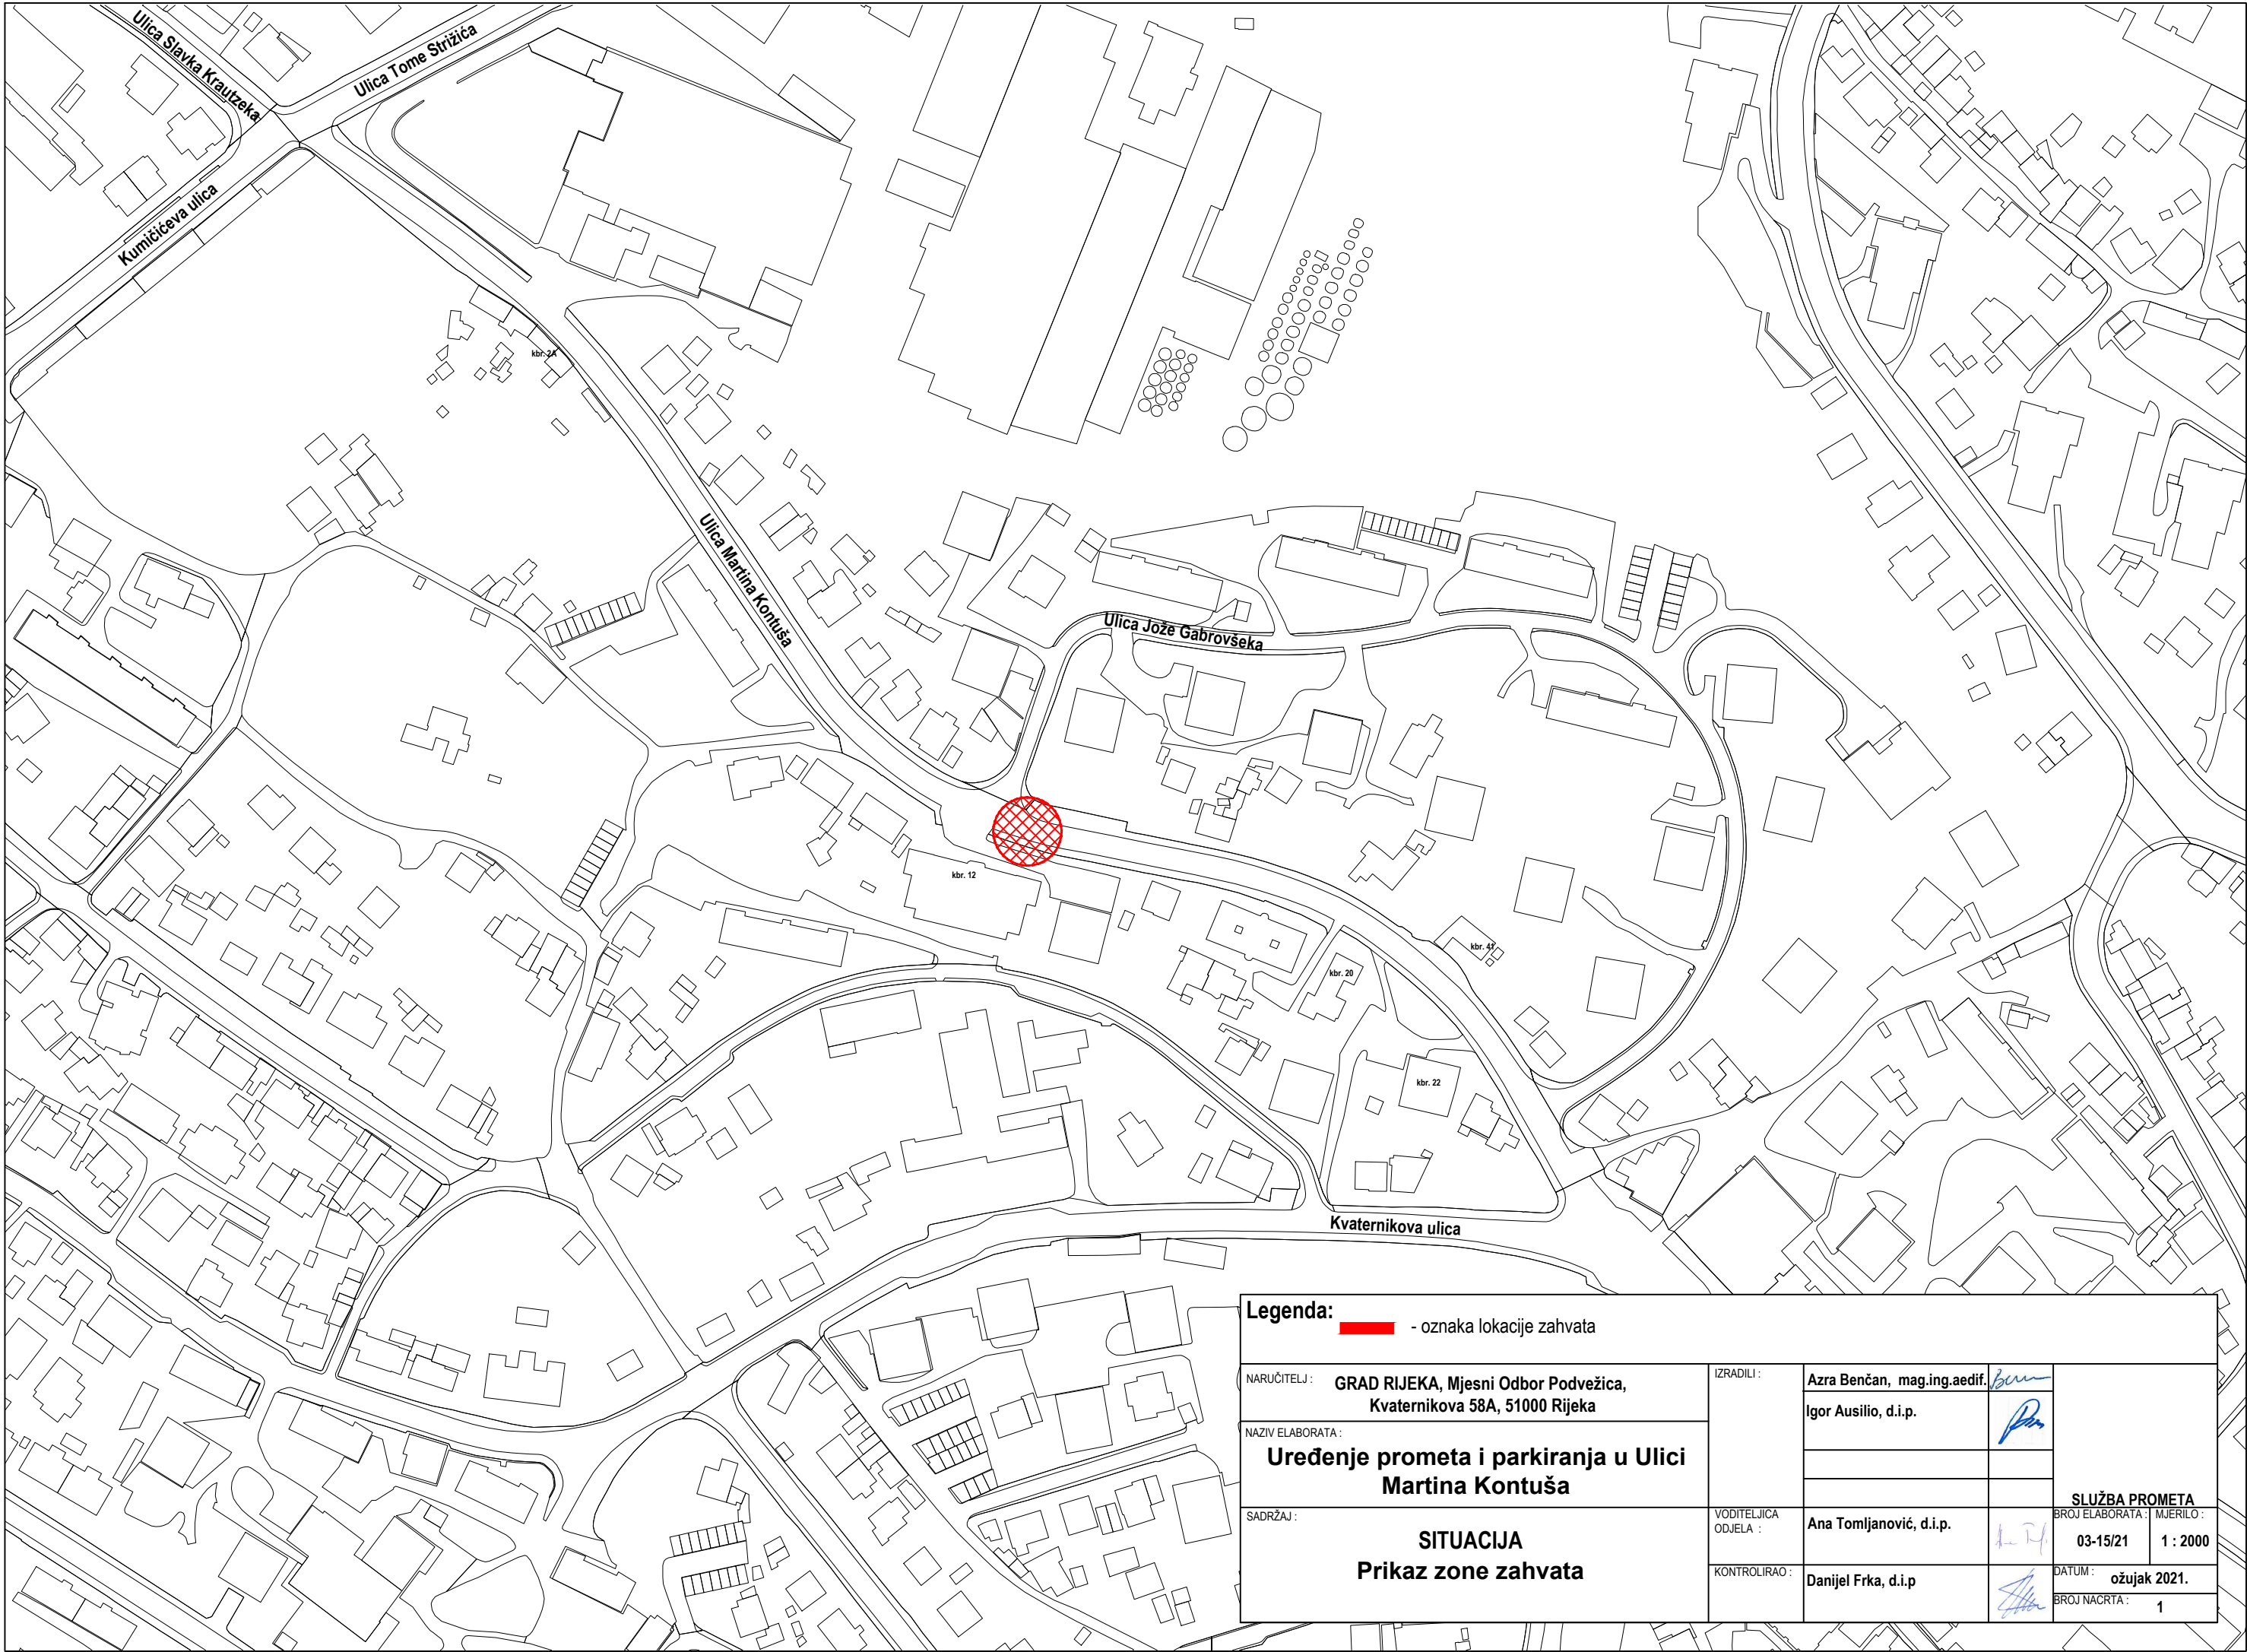 Ulica Slavka Krautzeka
Ulica Tome Strižića
Kumičićeva ulica
kbr. 2A
Ulica Martina Kontuša
Ulica Jože Gabrovšeka
kbr. 12
kbr. 41
kbr. 20
kbr. 22
Kvaternikova ulica
Legenda:
- oznaka lokacije zahvata
NARUČITELJ :
GRAD RIJEKA, Mjesni Odbor Podvežica,
Kvaternikova 58A, 51000 Rijeka
NAZIV ELABORATA :
Uređenje prometa i parkiranja u Ulici
Martina Kontuša
SADRŽAJ :
SITUACIJA
Prikaz zone zahvata
IZRADILI :
Azra Benčan, mag.ing.aedif.
Igor Ausilio, d.i.p.
VODITELJICA
ODJELA :
Ana Tomljanović, d.i.p.
KONTROLIRAO :
Danijel Frka, d.i.p
SLUŽBA PROMETA
BROJ ELABORATA :
03-15/21
MJERILO :
1 : 2000
DATUM :
ožujak 2021.
BROJ NACRTA :
1